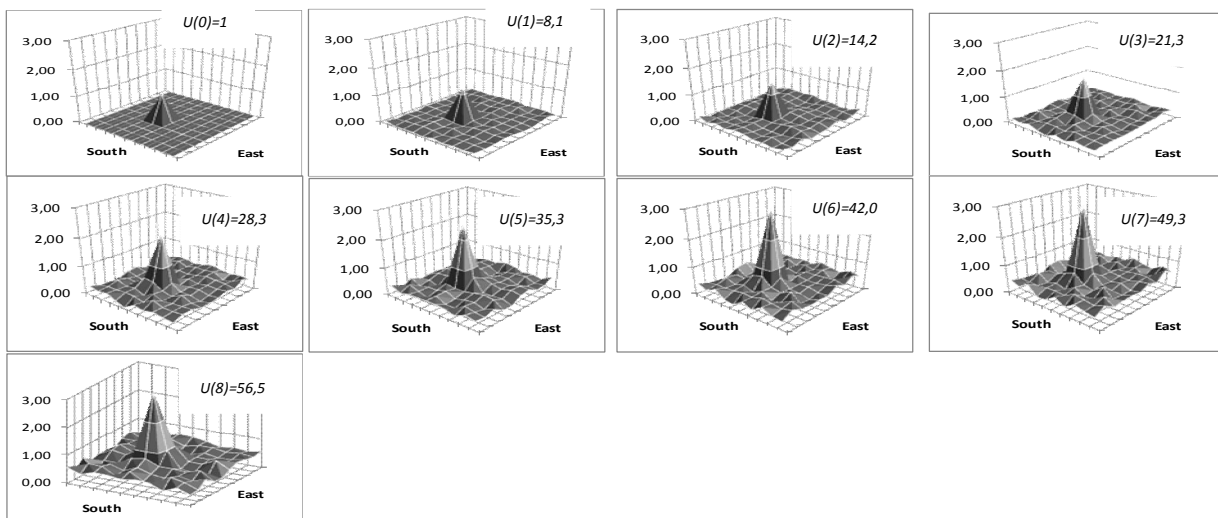 3,00
2,00
1,00
0,00
U(0)=1
South
East
3,00
2,00
1,00
0,00
U(1)=8,1
South
East
3,00
2,00
1,00
0,00
U(2)=14,2
South
East
3,00
2,00
1,00
0,00
U(3)=21,3
South
East
3,00
2,00
1,00
0,00
U(4)=28,3
South
East
3,00
2,00
1,00
0,00
U(5)=35,3
South
East
3,00
2,00
1,00
0,00
U(6)=42,0
South
East
3,00
2,00
1,00
0,00
U(7)=49,3
South
East
3,00
2,00
1,00
0,00
U(8)=56,5
South
East